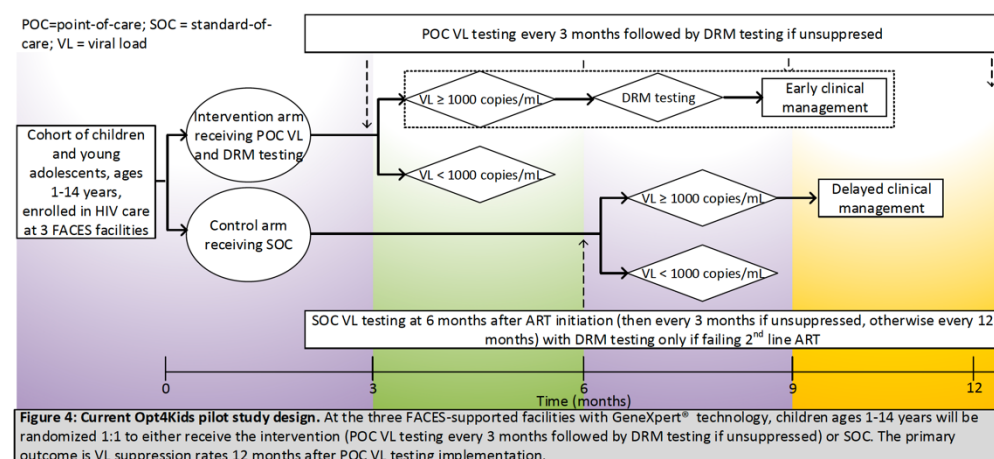 POC=point-of-care; SOC = standard-of-
care; VL = viral load
POC VL testing every 3 months followed by DRM testing if unsuppressed
Cohort of children
and young
adolescents, ages
1-14 years,
enrolled in HIV care
at 3 FACES facilities
Intervention arm
receiving POC VL
and DRM testing
VL ≥ 1000 copies/mL
DRM testing
Early clinical
management
VL < 1000 copies/mL
Control arm
receiving SOC
VL ≥ 1000 copies/mL
Delayed clinical
management
VL < 1000 copies/mL
SOC VL testing at 6 months after ART initiation (then every 3 months if unsuppressed, otherwise every 12
months) with DRM testing only if failing 2nd line ART
0 3 6 9 12
Time (months)
Figure 4: Current Opt4Kids pilot study design. At the three FACES-supported facilities with GeneXpert® technology, children ages 1-14 years will be
randomized 1:1 to either receive the intervention (POC VL testing every 3 months followed by DRM testing if unsuppressed) or SOC. The primary
outcome is VL suppression rates 12 months after POC VL testing implementation.